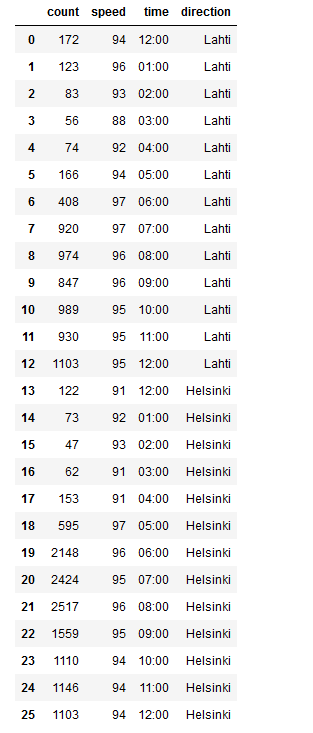 count speed time direction
0 172 94 12:00 Lahti
1 123 96 01:00 Lahti
2 83 93 02:00 Lahti
3 56 88 03:00 Lahti
4 74 92 04:00 Lahti
5 166 94 05:00 Lahti
6 408 97 06:00 Lahti
7 920 97 07:00 Lahti
8 974 96 08:00 Lahti
9 847 96 09:00 Lahti
10 989 95 10:00 Lahti
11 930 95 11:00 Lahti
12 1103 95 12:00 Lahti
13 122 91 12:00 Helsinki
14 73 92 01:00 Helsinki
15 47 93 02:00 Helsinki
16 62 91 03:00 Helsinki
17 153 91 04:00 Helsinki
18 595 97 05:00 Helsinki
19 2148 96 06:00 Helsinki
20 2424 95 07:00 Helsinki
21 2517 96 08:00 Helsinki
22 1559 95 09:00 Helsinki
23 1110 94 10:00 Helsinki
24 1146 94 11:00 Helsinki
25 1103 94 12:00 Helsinki